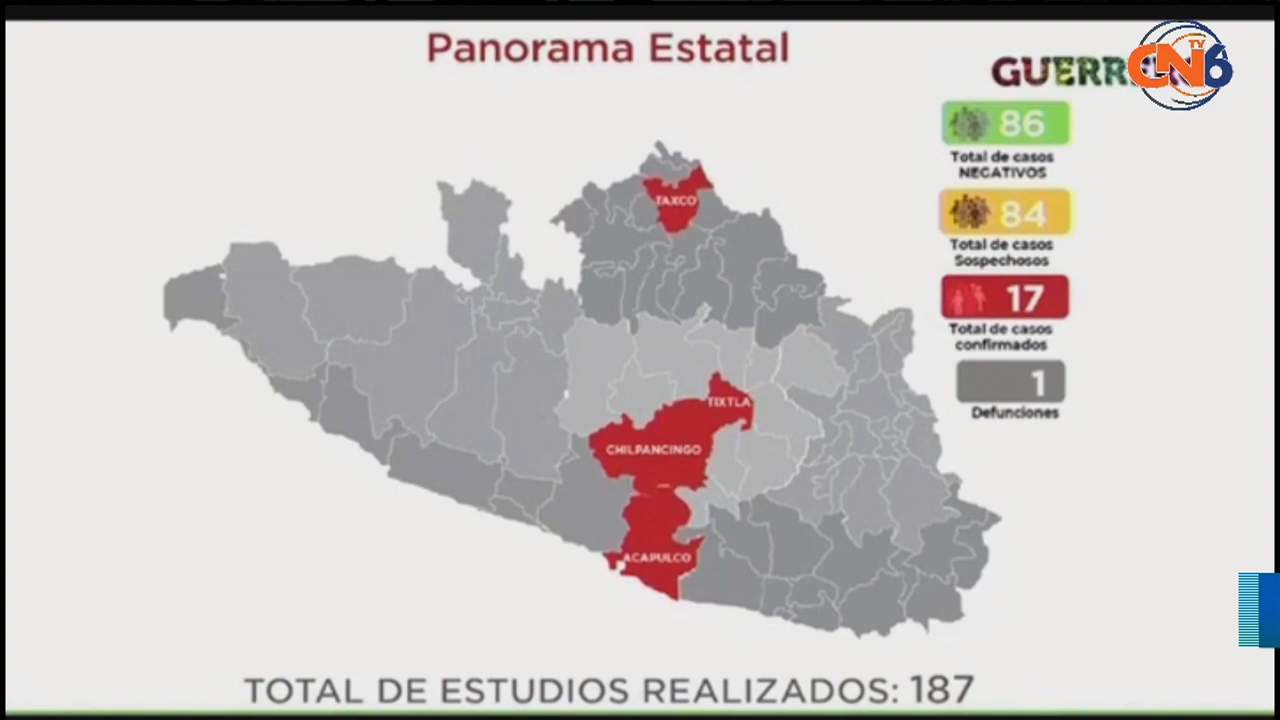 Panorama Estatal
TV
CN6
86
Total de casos
NEGATIVOS
84
Total de casos
Sospechosos
17
Total de casos
confirmados
1
Defunciones
TAXCO
TIXTLA
CHILPANCINGO
ACAPULCO
TOTAL DE ESTUDIOS REALIZADOS: 187